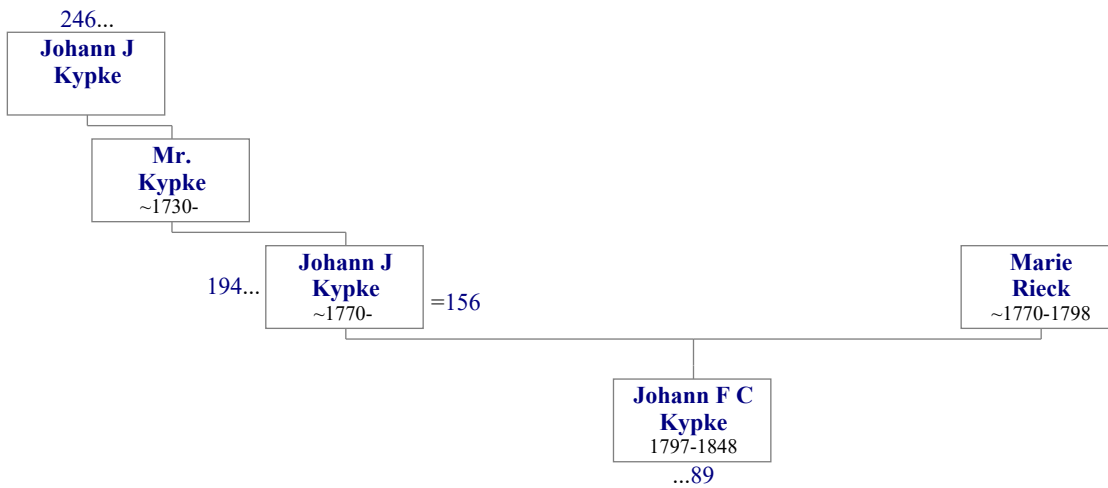 246...
Johann J
Kypke
Mr.
Kypke
~1730-
194...
Johann J
Kypke
~1770-
=156
Marie
Rieck
~1770-1798
Johann F C
Kypke
1797-1848
...89